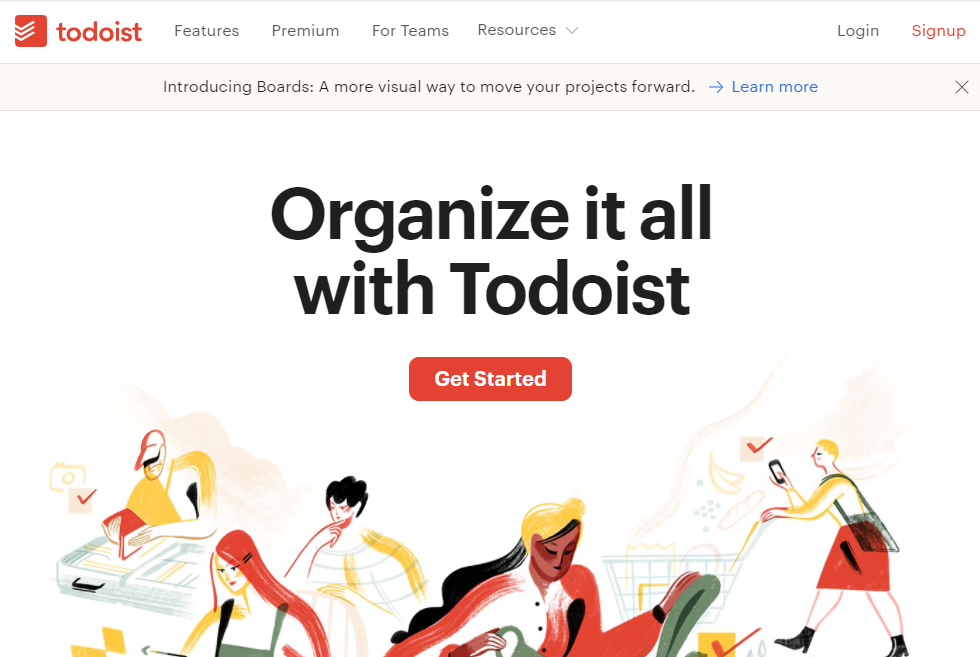 todoist Features Premium For Teams Resources Login Signup
Introducing Boards: A more visual way to move your projects forward. → Learn more
Organize it all
with Todoist
Get Started